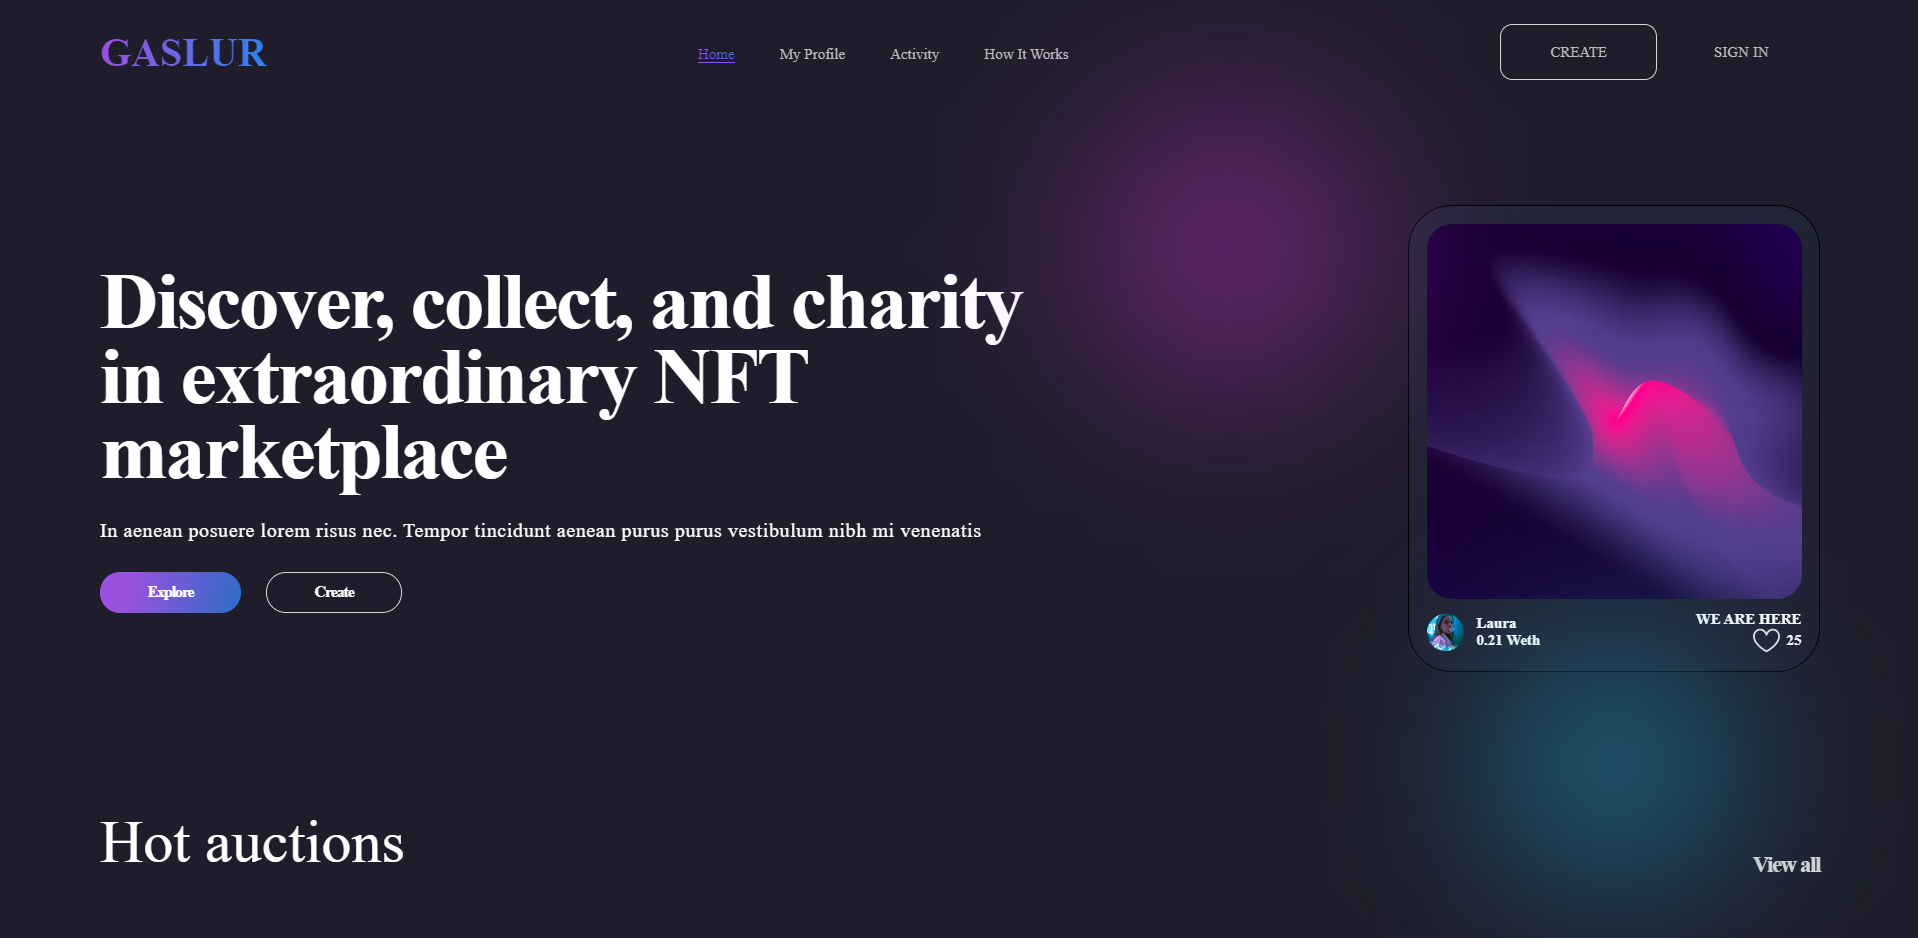 GASLUR
Home
My Profile
Activity
How It Works
CREATE
SIGN IN
Discover, collect, and charity
in extraordinary NFT
marketplace
In aenean posuere lorem risus nec. Tempor tincidunt aenean purus purus vestibulum nibh mi venenatis
Explore
Create
Laura
0.21 Weth
WE ARE HERE
25
Hot auctions
View all